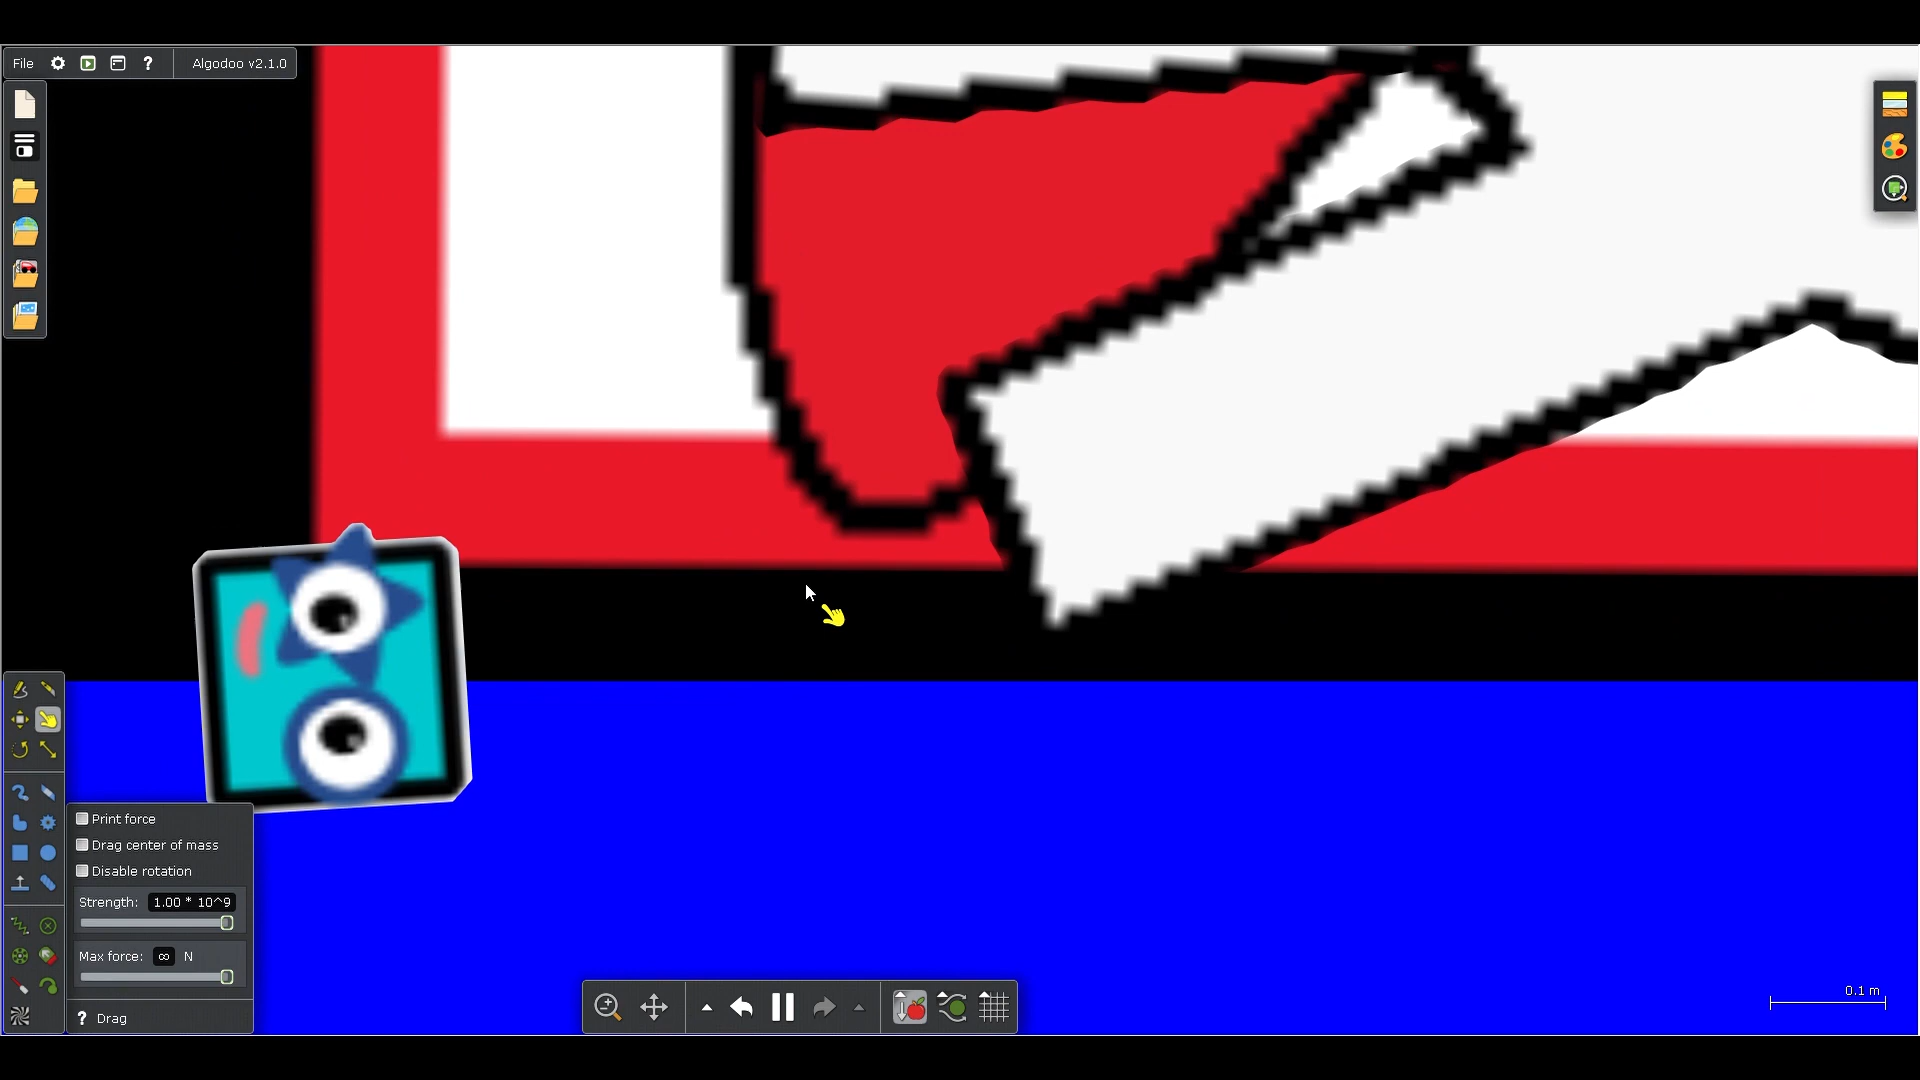 File ? Algodoo v2.1.0
Print force
Drag center of mass
Disable rotation
Strength: 1.00 * 10^9
Max force: ∞ N
? Drag
0.1 m